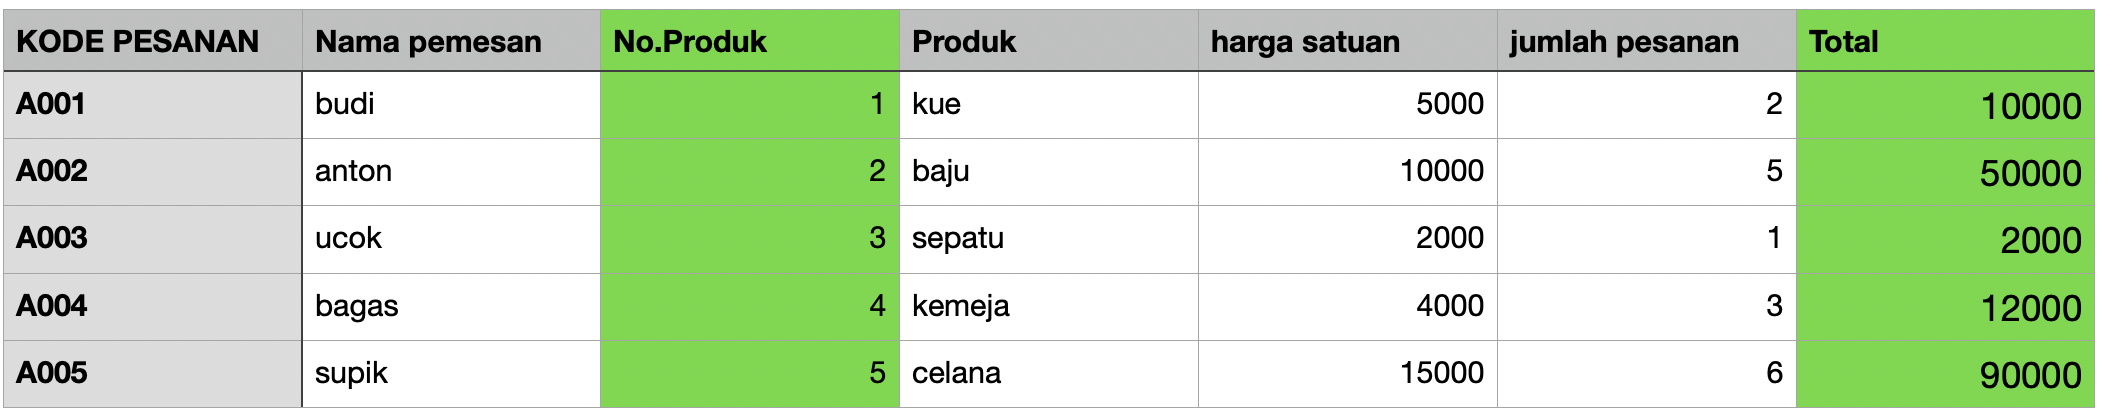 KODE PESANAN Nama pemesan No.Produk Produk harga satuan jumlah pesanan Total
A001 budi 1 kue 5000 2 10000
A002 anton 2 baju 10000 5 50000
A003 ucok 3 sepatu 2000 1 2000
A004 bagas 4 kemeja 4000 3 12000
A005 supik 5 celana 15000 6 90000